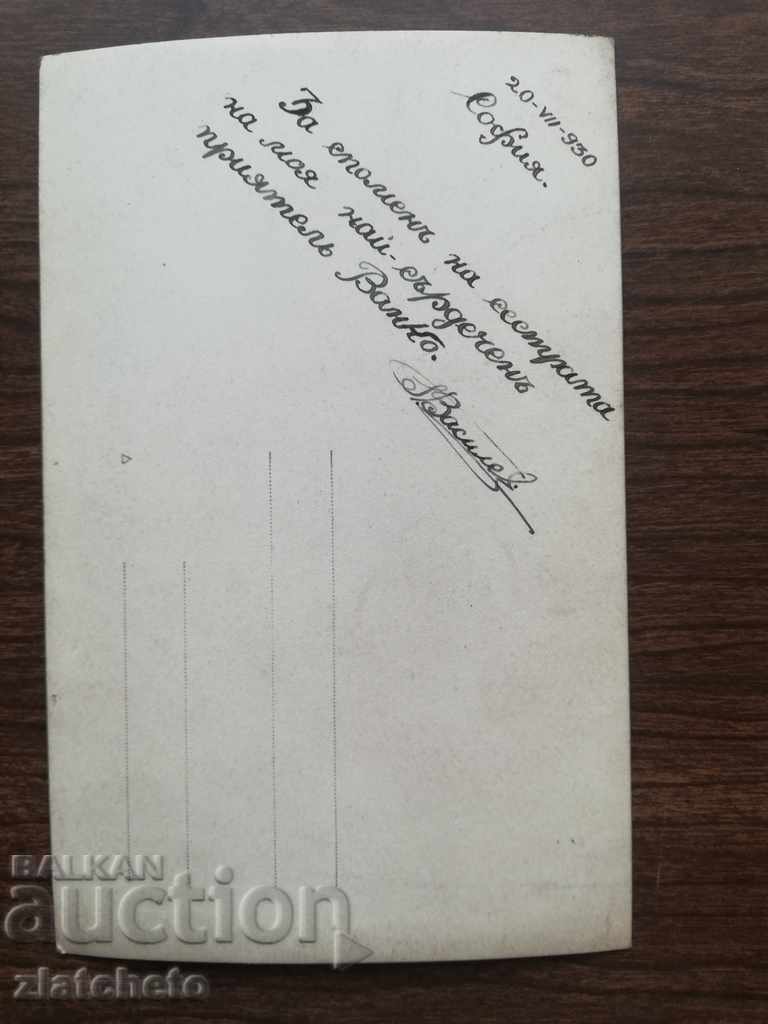 20-VII-930
София.
За споменъ на сестрата
на моя най-сърдеченъ
приятель Ванко.
Василев.
BALKAN
auction
zlatcheto